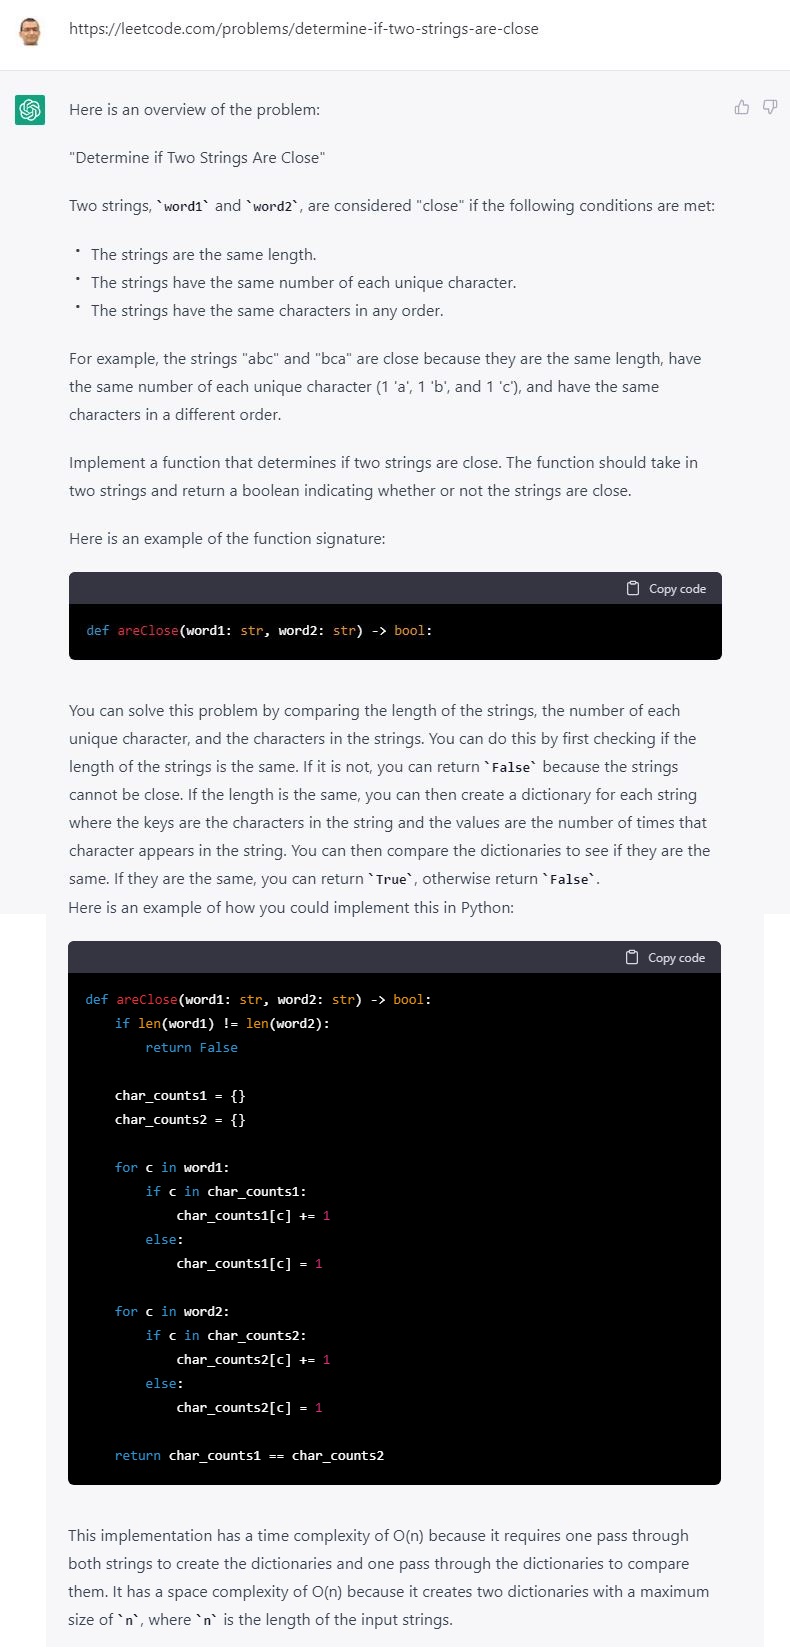 https://leetcode.com/problems/determine-if-two-strings-are-close
Here is an overview of the problem:
"Determine if Two Strings Are Close"
Two strings, `word1` and `word2`, are considered "close" if the following conditions are met:
• The strings are the same length.
• The strings have the same number of each unique character.
• The strings have the same characters in any order.
For example, the strings "abc" and "bca" are close because they are the same length, have
the same number of each unique character (1 'a', 1 'b', and 1 'c'), and have the same
characters in a different order.
Implement a function that determines if two strings are close. The function should take in
two strings and return a boolean indicating whether or not the strings are close.
Here is an example of the function signature:
Copy code
def areClose(word1: str, word2: str) -> bool:
You can solve this problem by comparing the length of the strings, the number of each
unique character, and the characters in the strings. You can do this by first checking if the
length of the strings is the same. If it is not, you can return `False` because the strings
cannot be close. If the length is the same, you can then create a dictionary for each string
where the keys are the characters in the string and the values are the number of times that
character appears in the string. You can then compare the dictionaries to see if they are the
same. If they are the same, you can return `True`, otherwise return `False`.
Here is an example of how you could implement this in Python:
Copy code
def areClose(word1: str, word2: str) -> bool:
    if len(word1) != len(word2):
        return False
    char_counts1 = {}
    char_counts2 = {}
    for c in word1:
        if c in char_counts1:
            char_counts1[c] += 1
        else:
            char_counts1[c] = 1
    for c in word2:
        if c in char_counts2:
            char_counts2[c] += 1
        else:
            char_counts2[c] = 1
    return char_counts1 == char_counts2
This implementation has a time complexity of O(n) because it requires one pass through
both strings to create the dictionaries and one pass through the dictionaries to compare
them. It has a space complexity of O(n) because it creates two dictionaries with a maximum
size of `n`, where `n` is the length of the input strings.